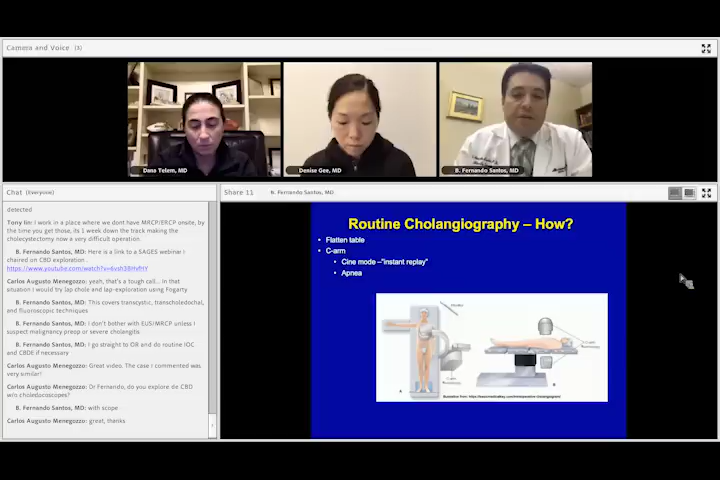 Camera and Voice (3)
Dana Telem, MD
Denise Gee, MD
B. Fernando Santos, MD
Chat (Everyone)
detected
Tony lin: I work in a place where we dont have MRCP/ERCP onsite, by
the time you get those, its 1 week down the track making the
cholecystectomy now a very difficult operation.
B. Fernando Santos, MD: Here is a link to a SAGES webinar I
chaired on CBD exploration .
Carlos Augusto Menegozzo: yeah, that's a tough call... in that
situation I would try lap chole and lap-exploration using Fogarty
B. Fernando Santos, MD: This covers transcystic, transcholedochal,
and fluoroscopic techniques
B. Fernando Santos, MD: I don't bother with EUS/MRCP unless I
suspect malignancy preop or severe cholangitis
B. Fernando Santos, MD: I go straight to OR and do routine IOC
and CBDE if necessary
Carlos Augusto Menegozzo: Great video. The case I commented was
very similar!
Carlos Augusto Menegozzo: Dr Fernando, do you explore de CBD
w/o choledocoscopes?
B. Fernando Santos, MD: with scope
Carlos Augusto Menegozzo: great, thanks
Share 11 B. Fernando Santos, MD
Routine Cholangiography – How?
• Flatten table
• C-arm
• Cine mode –"instant replay"
• Apnea
Monitor
A
B